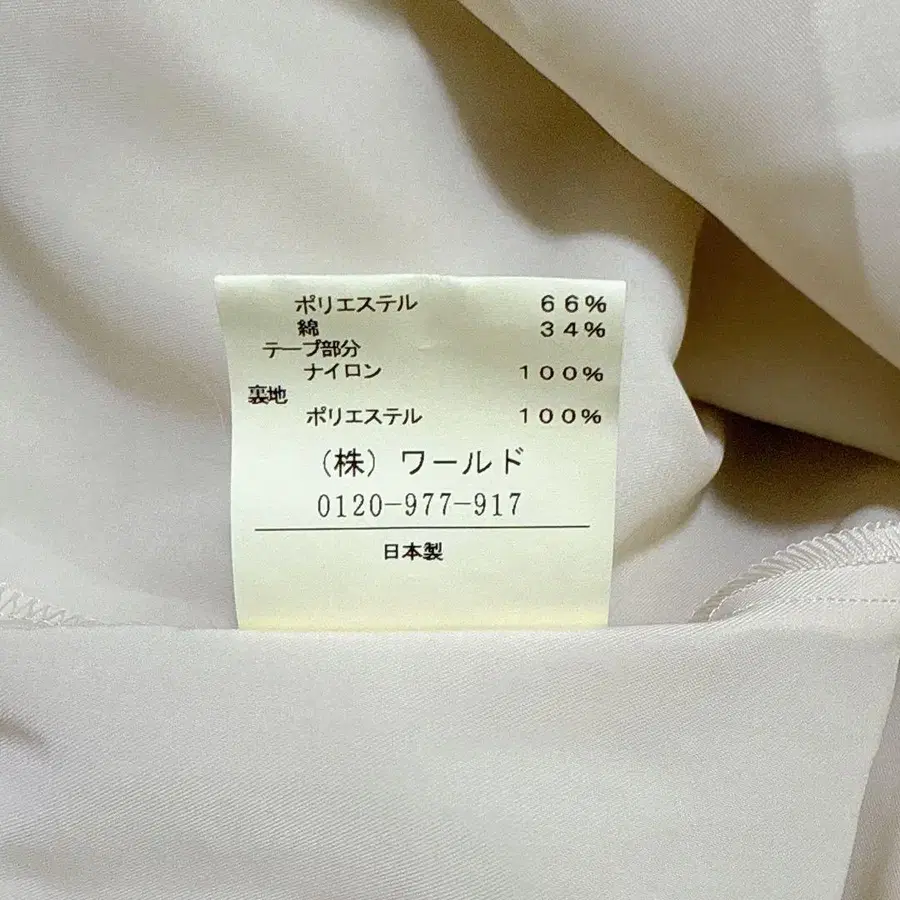 ポリエステル 66%
綿 34%
テープ部分
ナイロン 100%
裏地
ポリエステル 100%
(株)ワールド
0120-977-917
日本製